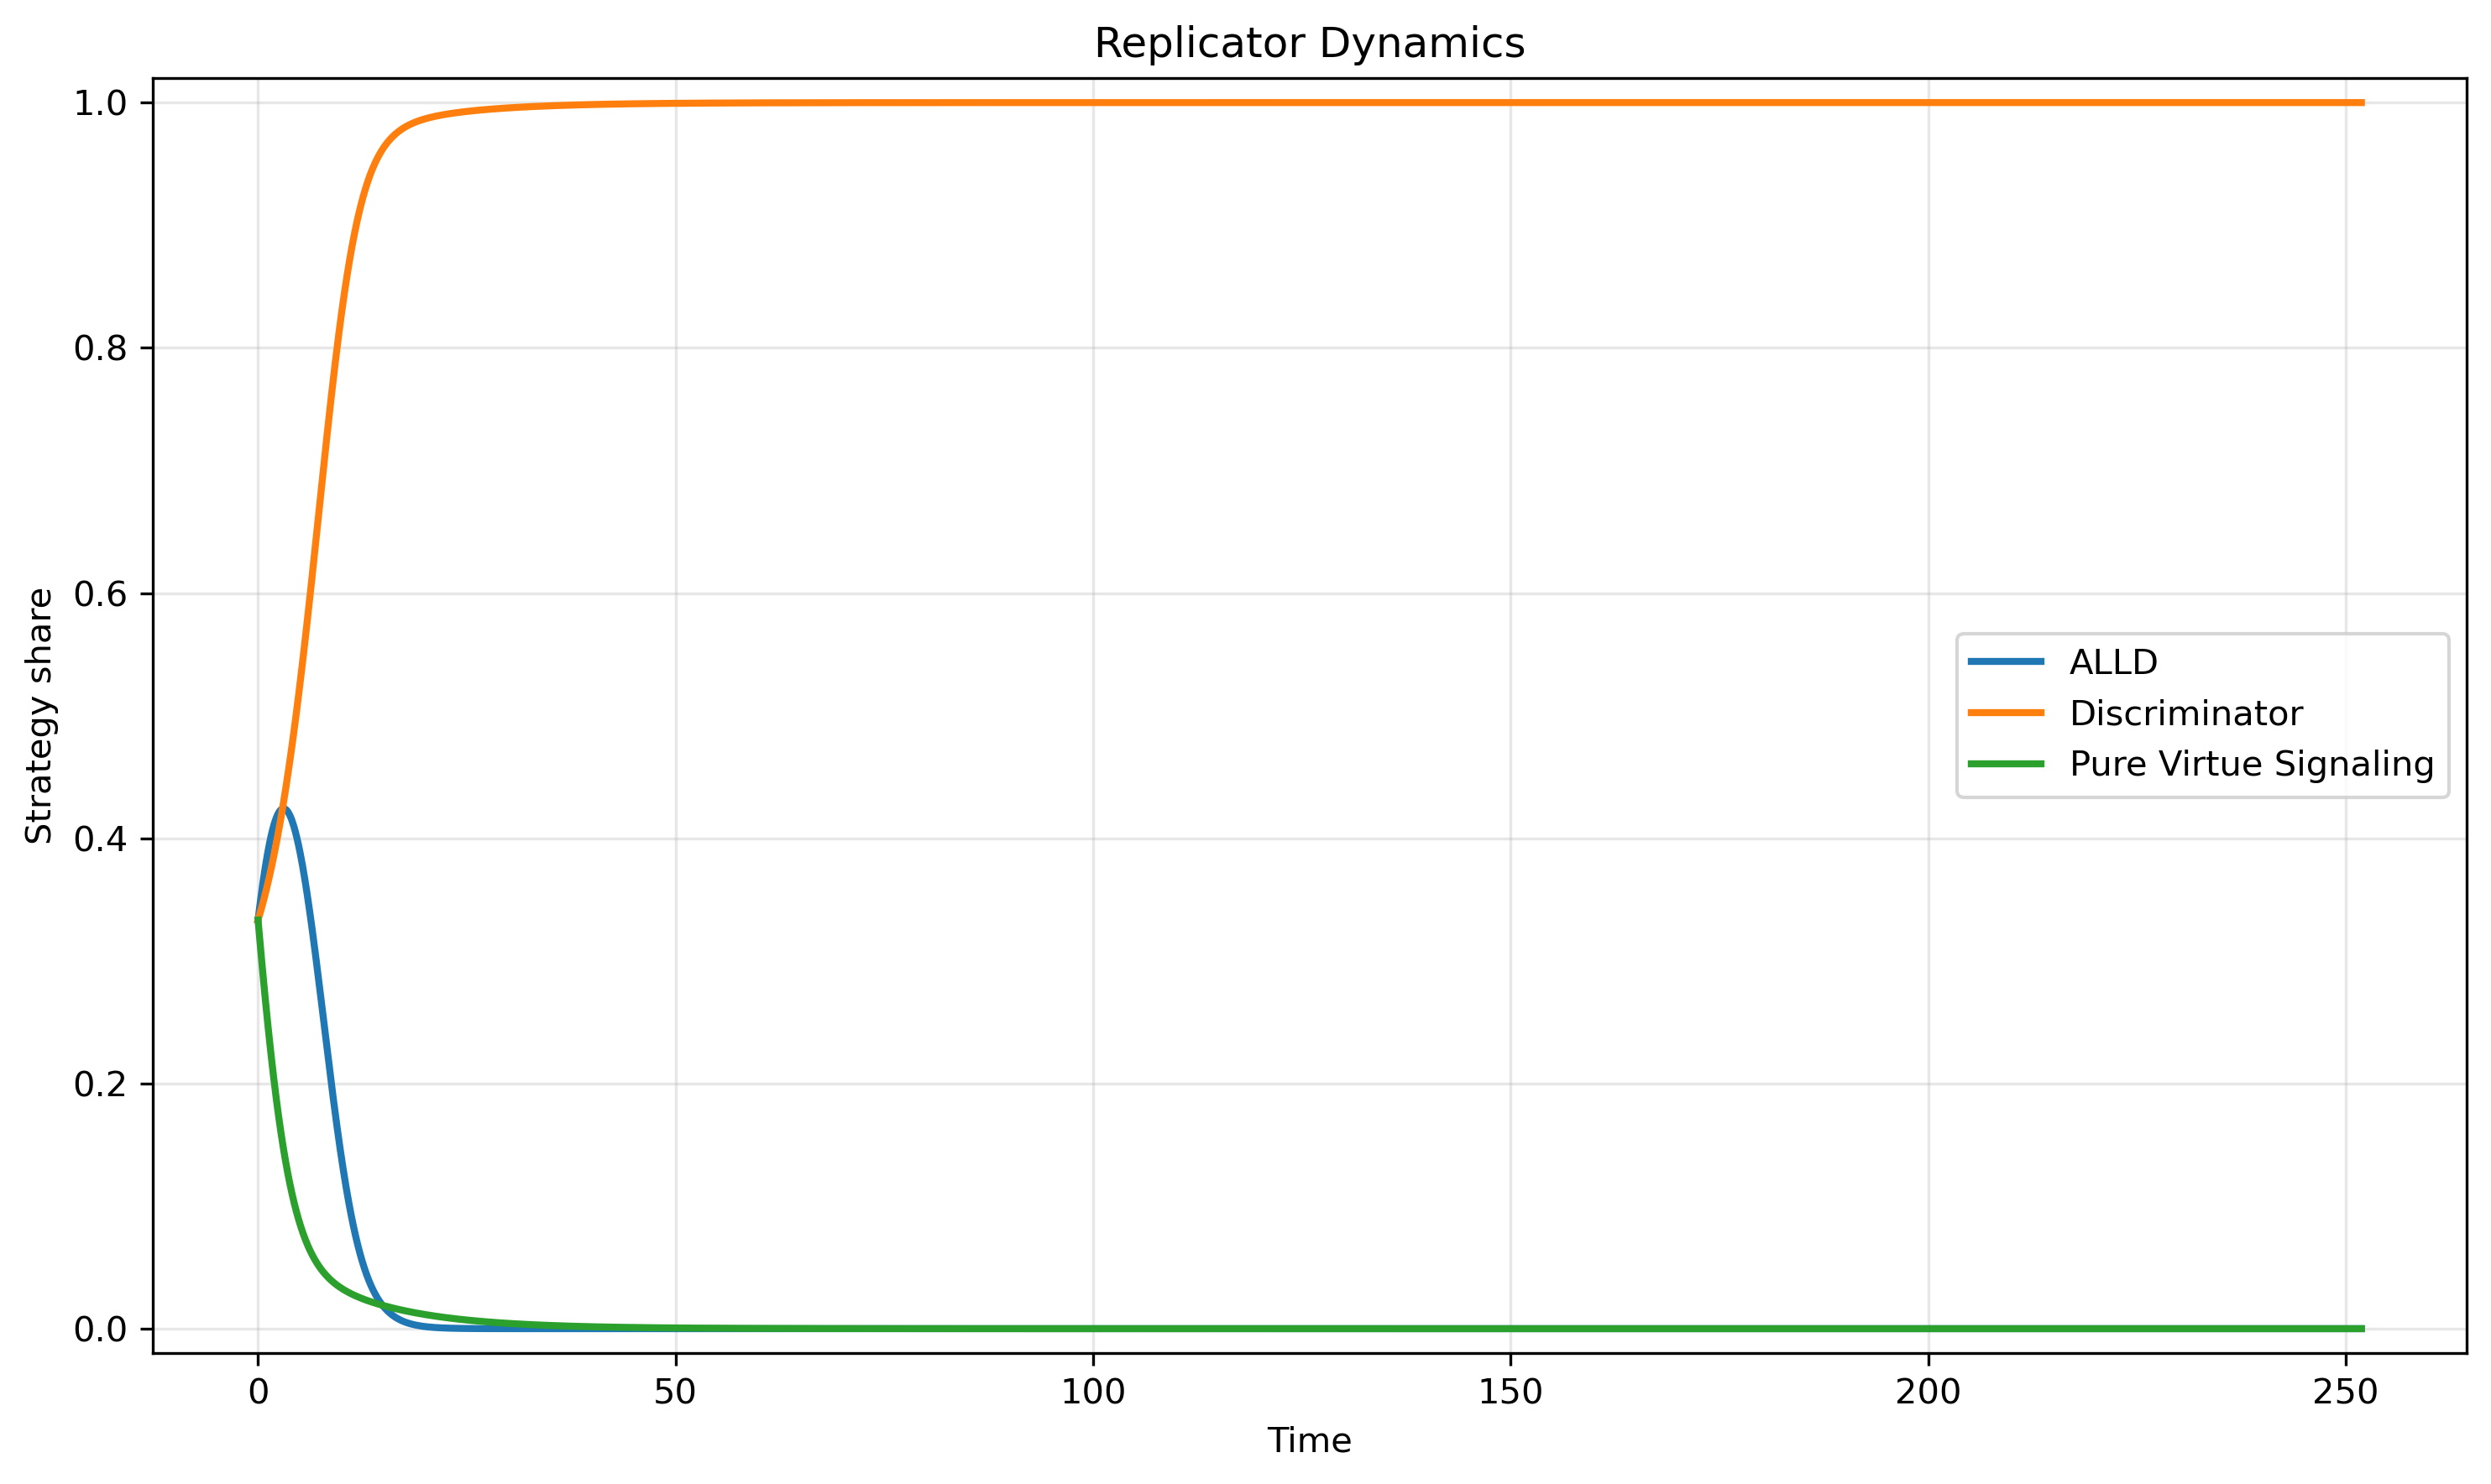 Replicator Dynamics
1.0
0.8
0.6
0.4
0.2
0.0
Strategy share
ALLD
Discriminator
Pure Virtue Signaling
0
50
100
150
200
250
Time